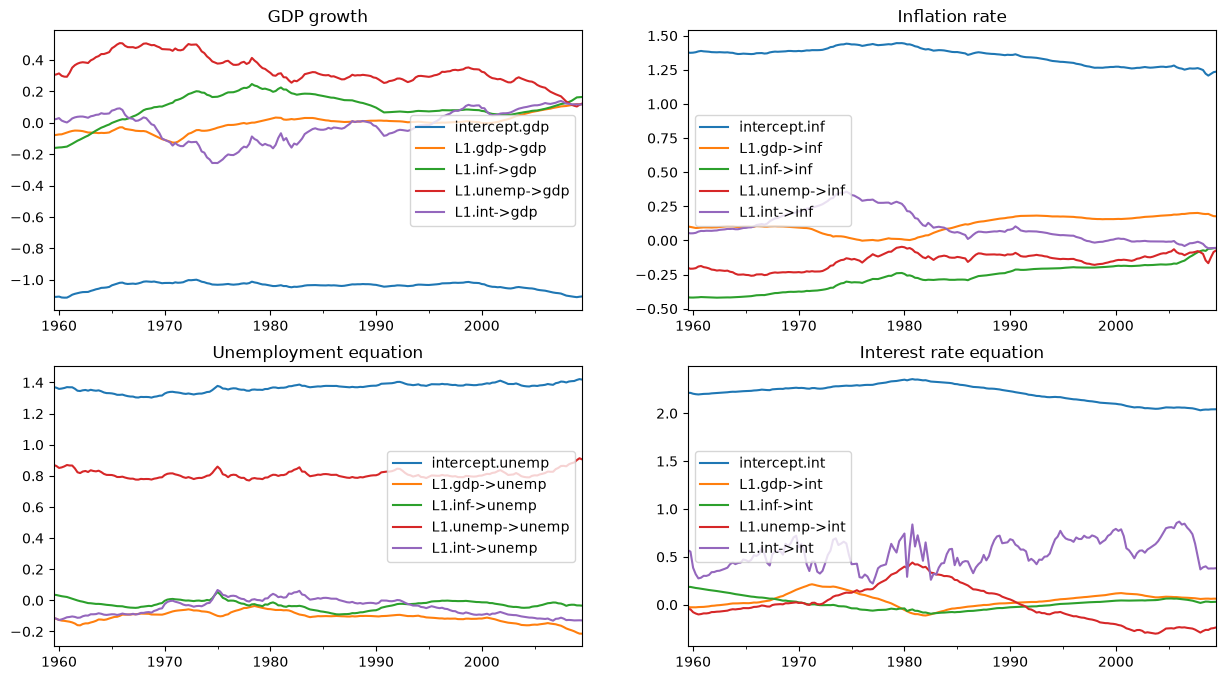 GDP growth
0.4
0.2
0.0
−0.2
−0.4
−0.6
−0.8
−1.0
intercept.gdp
L1.gdp->gdp
L1.inf->gdp
L1.unemp->gdp
L1.int->gdp
1960 1970 1980 1990 2000
Inflation rate
1.50
1.25
1.00
0.75
0.50
0.25
0.00
−0.25
−0.50
intercept.inf
L1.gdp->inf
L1.inf->inf
L1.unemp->inf
L1.int->inf
1960 1970 1980 1990 2000
Unemployment equation
1.4
1.2
1.0
0.8
0.6
0.4
0.2
0.0
−0.2
intercept.unemp
L1.gdp->unemp
L1.inf->unemp
L1.unemp->unemp
L1.int->unemp
1960 1970 1980 1990 2000
Interest rate equation
2.0
1.5
1.0
0.5
0.0
intercept.int
L1.gdp->int
L1.inf->int
L1.unemp->int
L1.int->int
1960 1970 1980 1990 2000